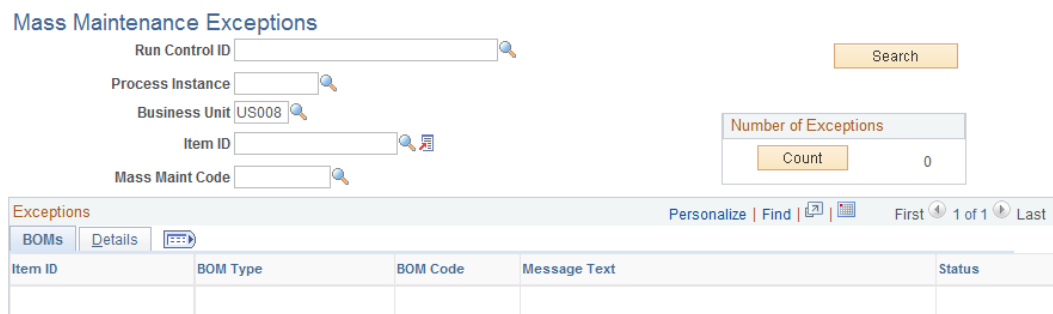 Mass Maintenance Exceptions
Run Control ID
Search
Process Instance
Business Unit US008
Number of Exceptions
Item ID
Count 0
Mass Maint Code
Exceptions Personalize | Find | | First 1 of 1 Last
BOMs Details
Item ID BOM Type BOM Code Message Text Status